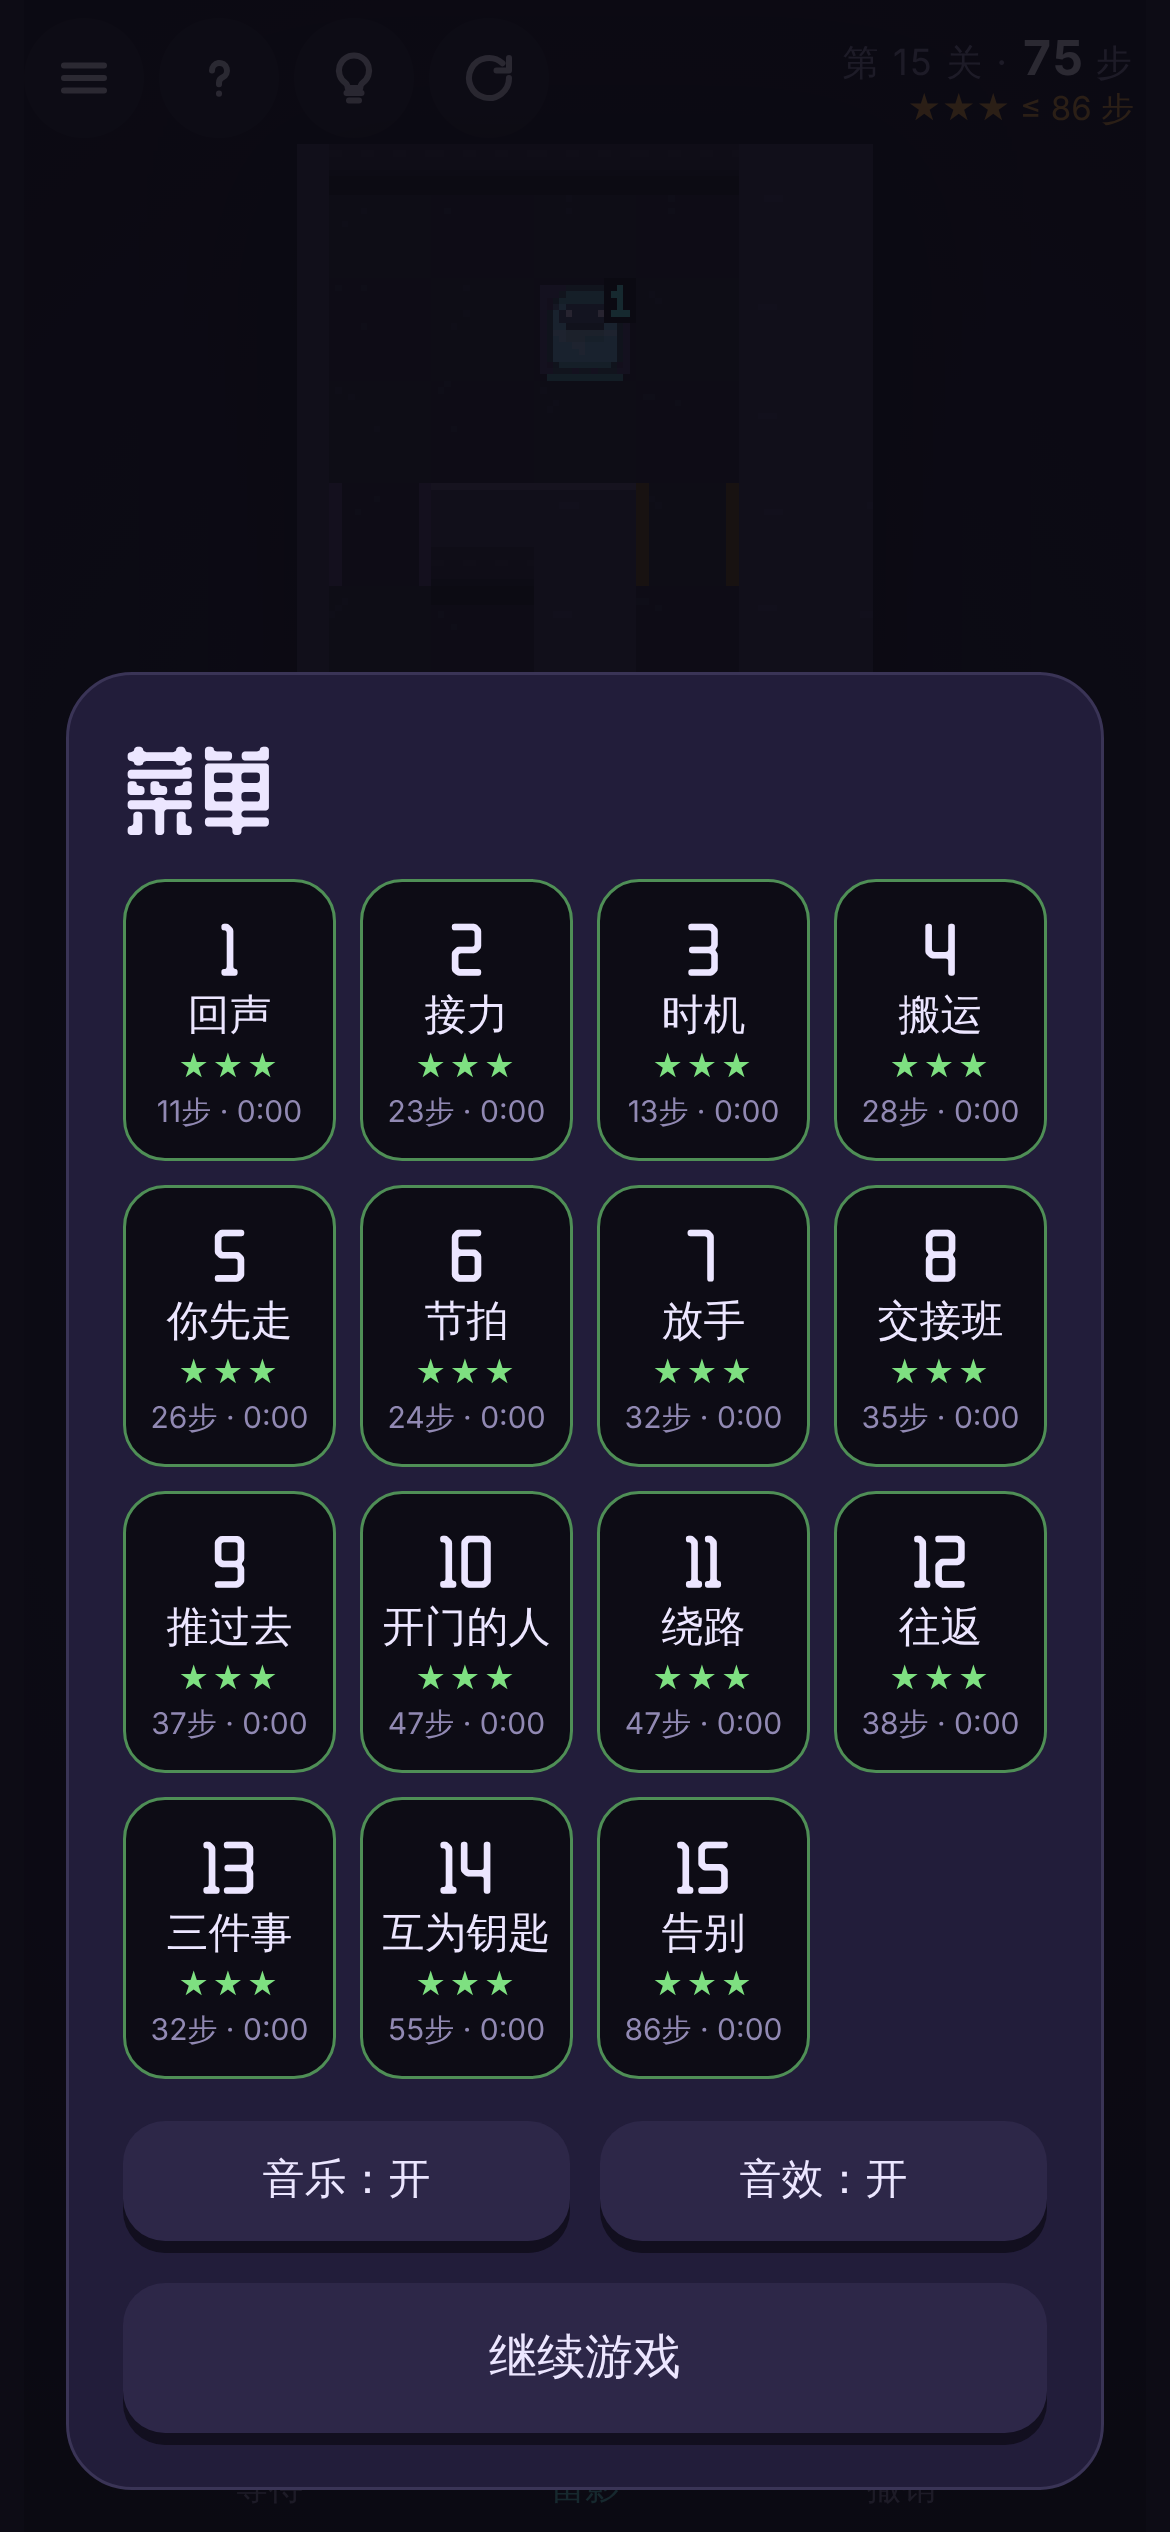 ?
第 15 关 · 75 步
★★★ ≤ 86 步
1
菜单
1
回声
★★★
11步 · 0:00
2
接力
★★★
23步 · 0:00
3
时机
★★★
13步 · 0:00
4
搬运
★★★
28步 · 0:00
5
你先走
★★★
26步 · 0:00
6
节拍
★★★
24步 · 0:00
7
放手
★★★
32步 · 0:00
8
交接班
★★★
35步 · 0:00
9
推过去
★★★
37步 · 0:00
10
开门的人
★★★
47步 · 0:00
11
绕路
★★★
47步 · 0:00
12
往返
★★★
38步 · 0:00
13
三件事
★★★
32步 · 0:00
14
互为钥匙
★★★
55步 · 0:00
15
告别
★★★
86步 · 0:00
音乐：开
音效：开
继续游戏